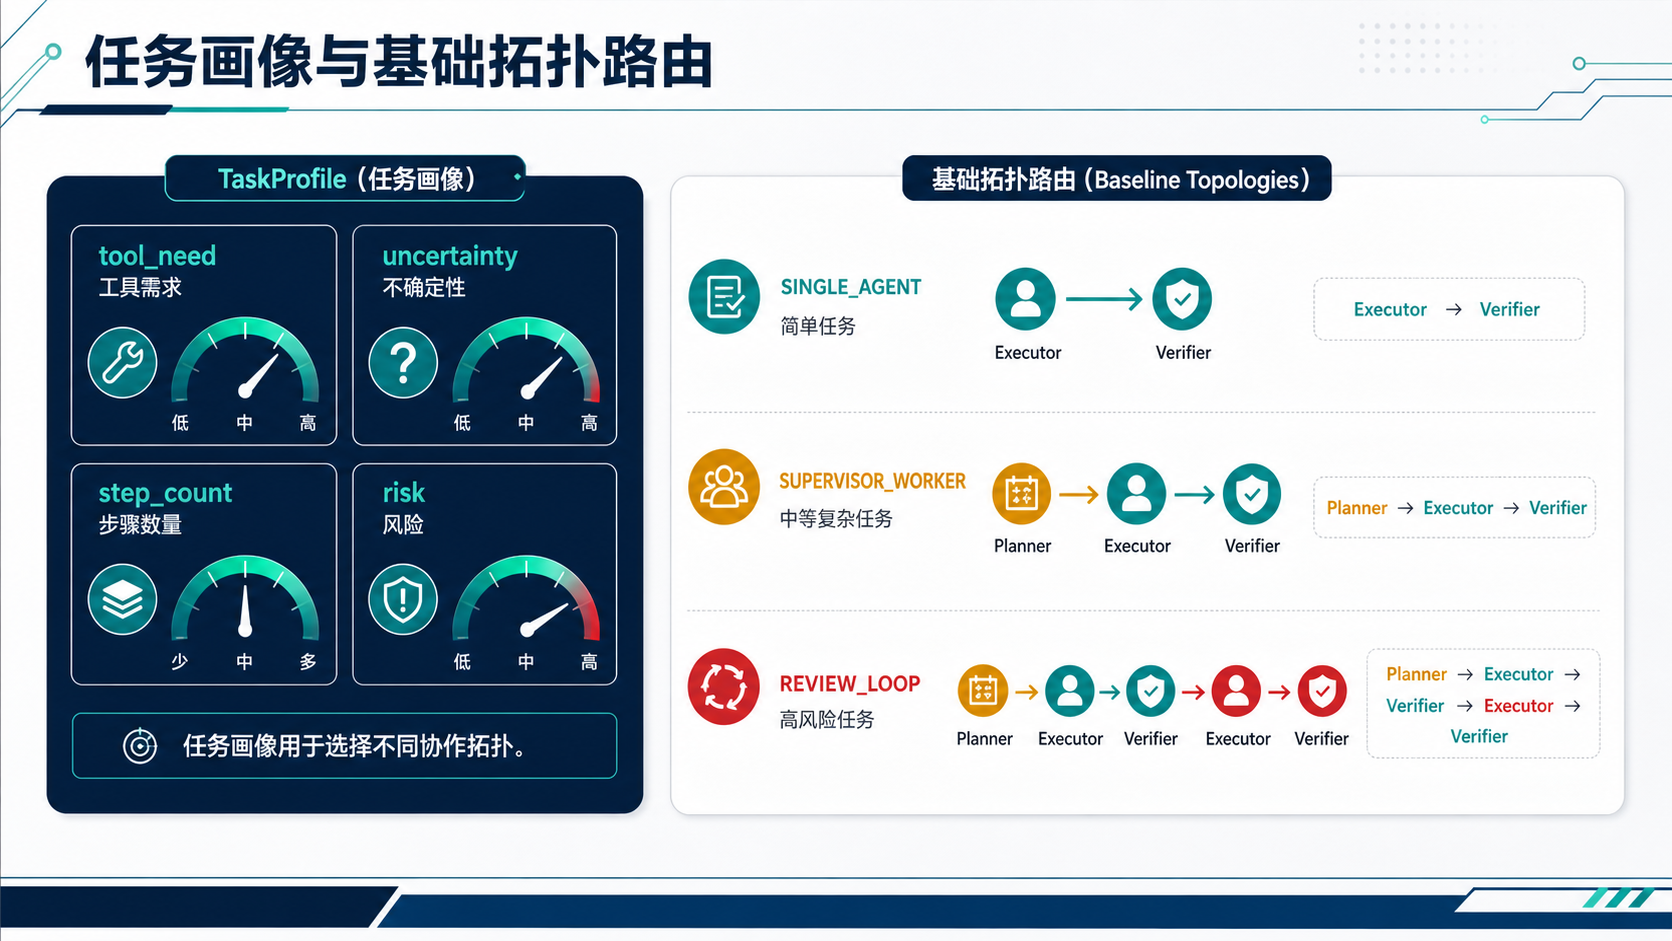 任务画像与基础拓扑路由
TaskProfile（任务画像）
tool_need
工具需求
低 中 高
uncertainty
不确定性
低 中 高
step_count
步骤数量
少 中 多
risk
风险
低 中 高
任务画像用于选择不同协作拓扑。
基础拓扑路由（Baseline Topologies）
SINGLE_AGENT
简单任务
Executor Verifier
Executor → Verifier
SUPERVISOR_WORKER
中等复杂任务
Planner Executor Verifier
Planner → Executor → Verifier
REVIEW_LOOP
高风险任务
Planner Executor Verifier Executor Verifier
Planner → Executor →
Verifier → Executor →
Verifier